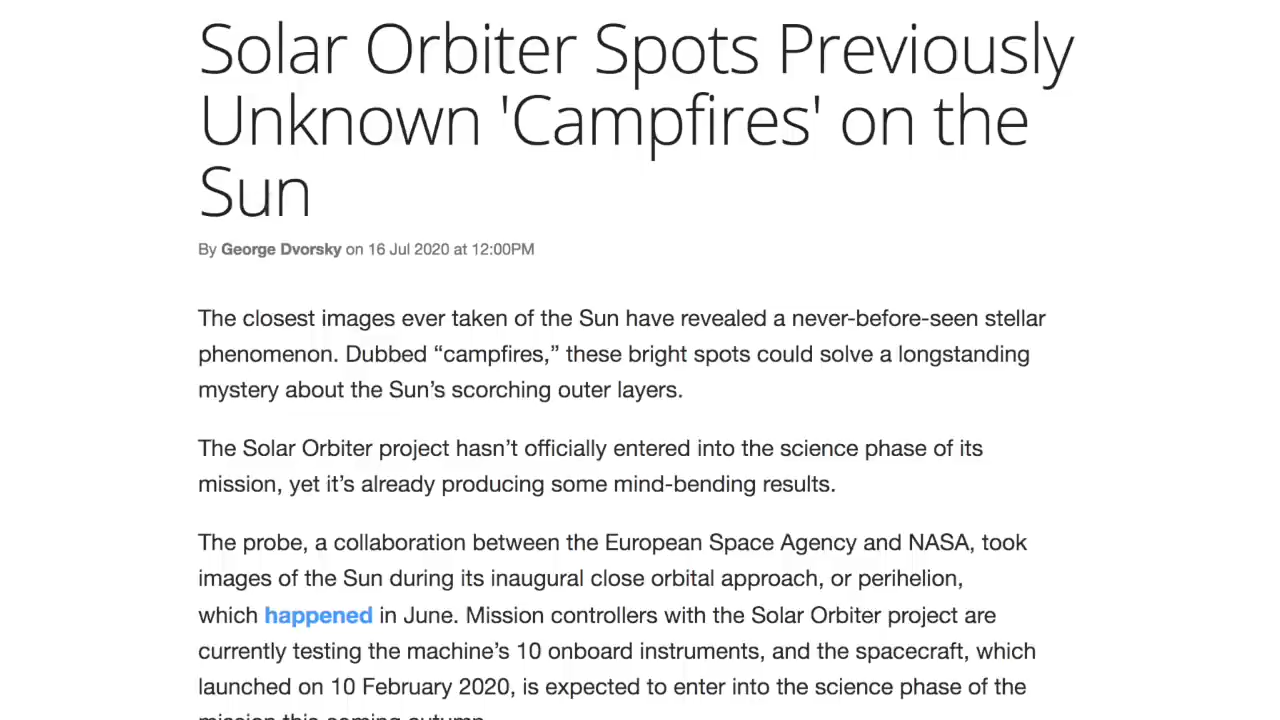 Solar Orbiter Spots Previously
Unknown 'Campfires' on the
Sun
By George Dvorsky on 16 Jul 2020 at 12:00PM
The closest images ever taken of the Sun have revealed a never-before-seen stellar
phenomenon. Dubbed “campfires,” these bright spots could solve a longstanding
mystery about the Sun’s scorching outer layers.
The Solar Orbiter project hasn’t officially entered into the science phase of its
mission, yet it’s already producing some mind-bending results.
The probe, a collaboration between the European Space Agency and NASA, took
images of the Sun during its inaugural close orbital approach, or perihelion,
which happened in June. Mission controllers with the Solar Orbiter project are
currently testing the machine’s 10 onboard instruments, and the spacecraft, which
launched on 10 February 2020, is expected to enter into the science phase of the
mission this coming autumn.